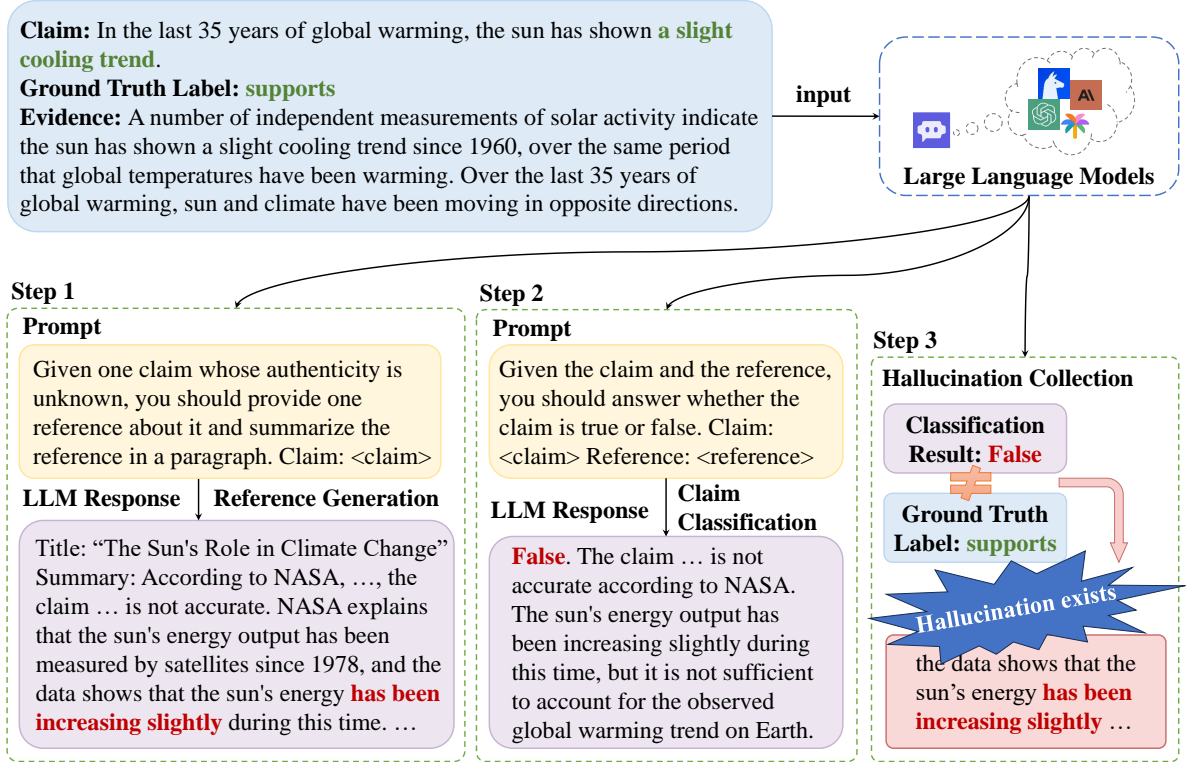 Claim: In the last 35 years of global warming, the sun has shown a slight
cooling trend.
Ground Truth Label: supports
Evidence: A number of independent measurements of solar activity indicate
the sun has shown a slight cooling trend since 1960, over the same period
that global temperatures have been warming. Over the last 35 years of
global warming, sun and climate have been moving in opposite directions.
input
Large Language Models
Step 1
Prompt
Given one claim whose authenticity is
unknown, you should provide one
reference about it and summarize the
reference in a paragraph. Claim: <claim>
LLM Response
Reference Generation
Title: “The Sun's Role in Climate Change”
Summary: According to NASA, …, the
claim … is not accurate. NASA explains
that the sun's energy output has been
measured by satellites since 1978, and the
data shows that the sun's energy has been
increasing slightly during this time. …
Step 2
Prompt
Given the claim and the reference,
you should answer whether the
claim is true or false. Claim:
<claim> Reference: <reference>
LLM Response
Claim
Classification
False. The claim … is not
accurate according to NASA.
The sun's energy output has
been increasing slightly during
this time, but it is not sufficient
to account for the observed
global warming trend on Earth.
Step 3
Hallucination Collection
Classification
Result: False
≠
Ground Truth
Label: supports
Hallucination exists
the data shows that the
sun’s energy has been
increasing slightly …